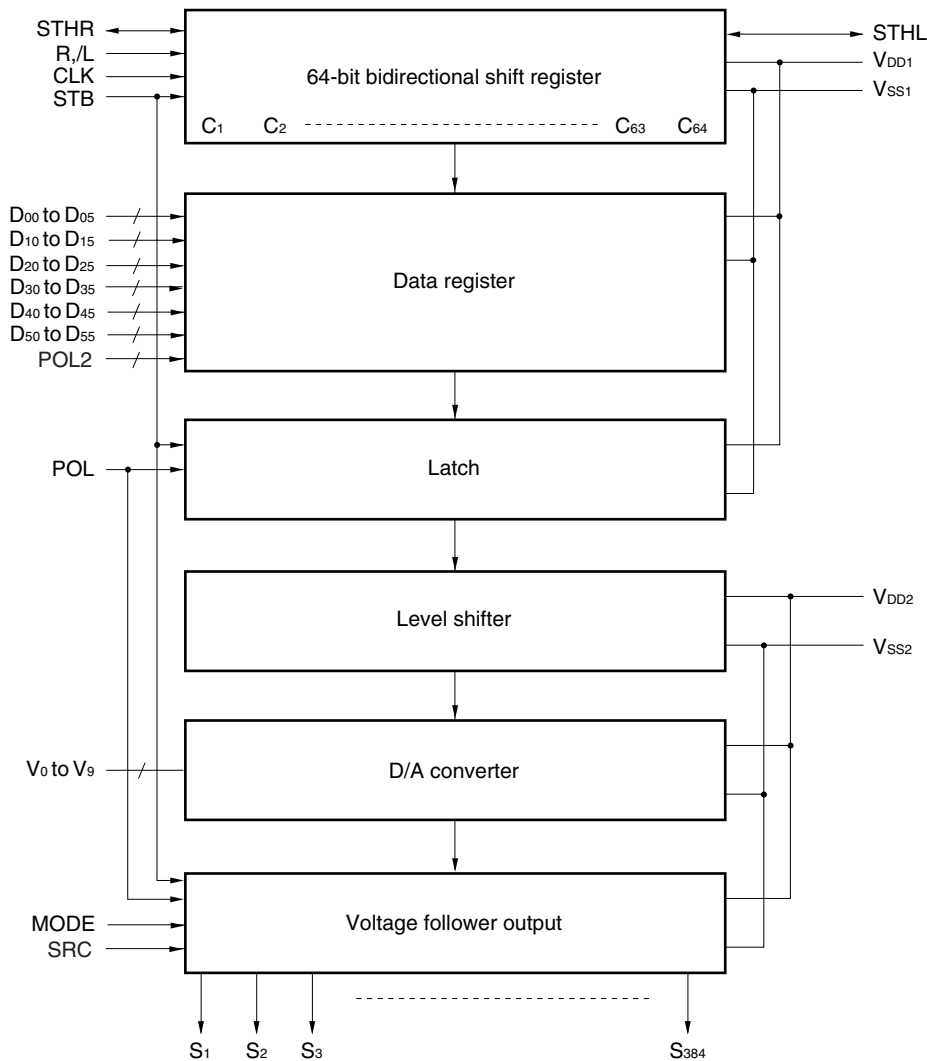 STHR
R,/L
CLK
STB
64-bit bidirectional shift register
C1 C2 C63 C64
STHL
VDD1
VSS1
D00 to D05
D10 to D15
D20 to D25
D30 to D35
D40 to D45
D50 to D55
POL2
Data register
POL
Latch
Level shifter
VDD2
VSS2
V0 to V9
D/A converter
MODE
SRC
Voltage follower output
S1 S2 S3 S384